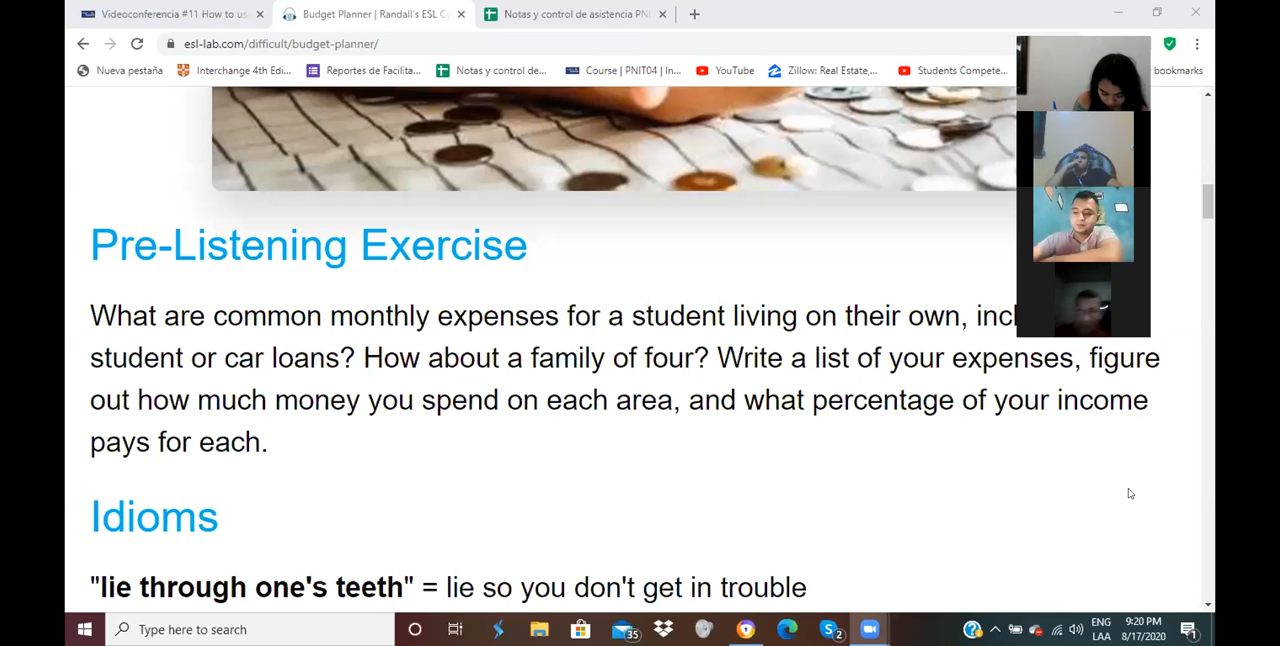 Videoconferencia #11 How to us
Budget Planner | Randall's ESL Cy
Notas y control de asistencia PNI
esl-lab.com/difficult/budget-planner/
Nueva pestaña
Interchange 4th Edi...
Reportes de Facilita...
Notas y control de...
Course | PNIT04 | In...
YouTube
Zillow: Real Estate,...
Students Compete...
bookmarks
Pre-Listening Exercise
What are common monthly expenses for a student living on their own, incl
student or car loans? How about a family of four? Write a list of your expenses, figure
out how much money you spend on each area, and what percentage of your income
pays for each.
Idioms
"lie through one's teeth" = lie so you don't get in trouble
Type here to search
35
2
ENG
LAA
9:20 PM
8/17/2020
1